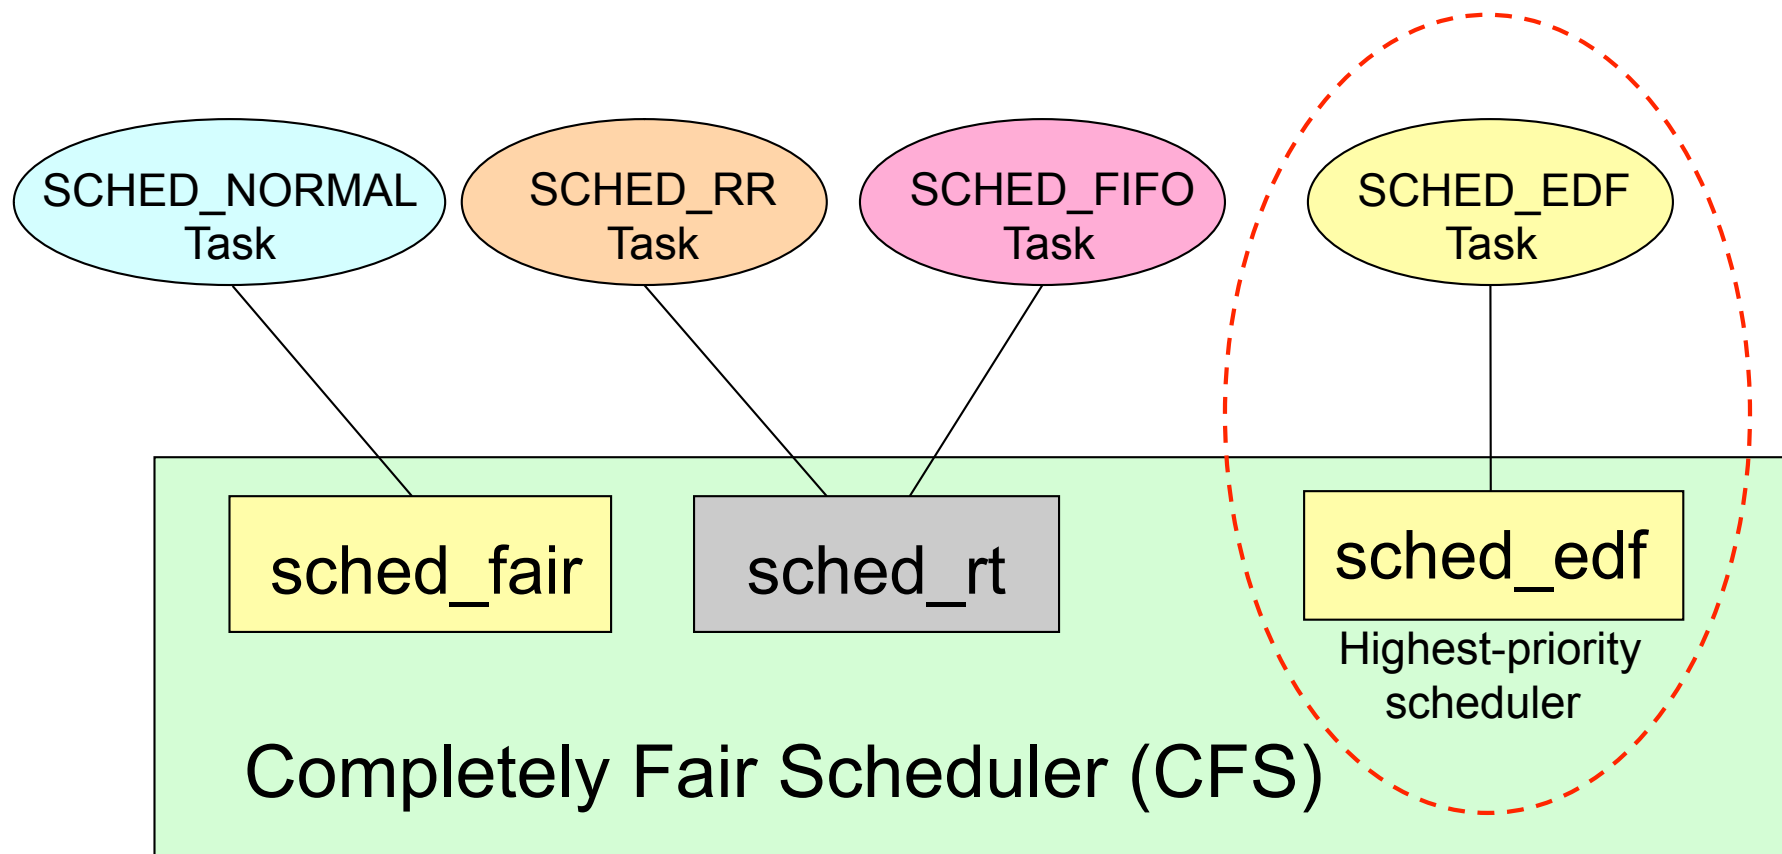 SCHED_NORMAL
Task
SCHED_RR
Task
SCHED_FIFO
Task
SCHED_EDF
Task
sched_fair
sched_rt
sched_edf
Highest-priority
scheduler
Completely Fair Scheduler (CFS)